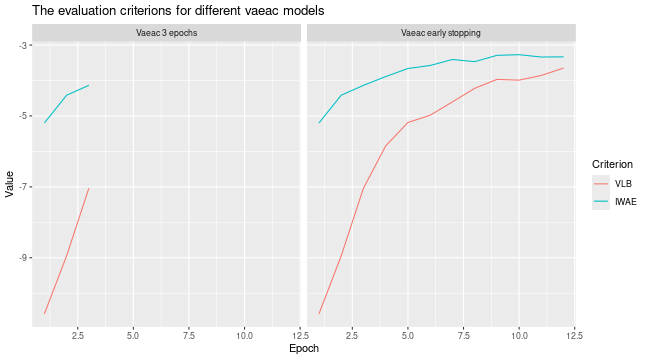 The evaluation criterions for different vaeac models
Vaeac 3 epochs
Vaeac early stopping
-3
-5
-7
-9
Value
2.5
5.0
7.5
10.0
12.5
2.5
5.0
7.5
10.0
12.5
Epoch
Criterion
VLB
IWAE